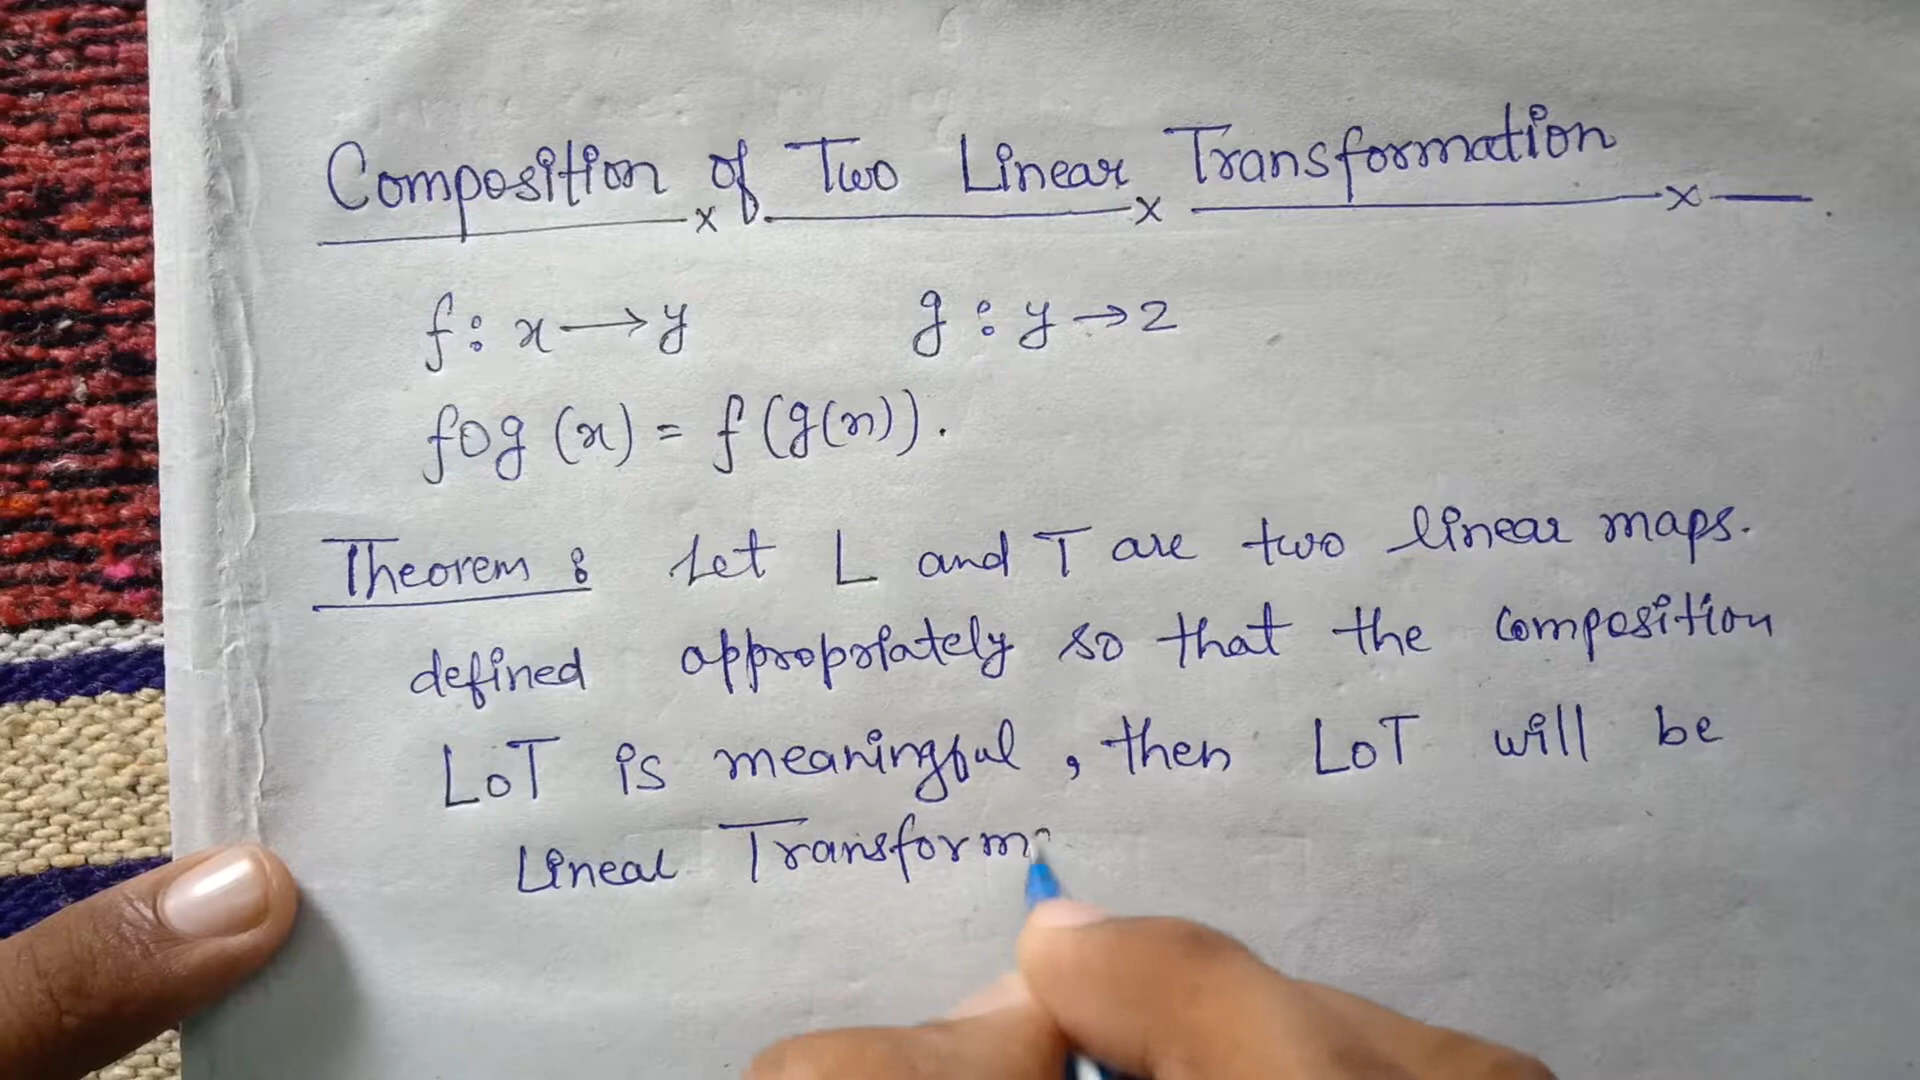 Composition of Two Linear Transformation
f : x → y g : y → z
fog (x) = f (g(x)).
Theorem : Let L and T are two linear maps.
defined appropriately so that the composition
LoT is meaningful, then LoT will be
Linear Transform